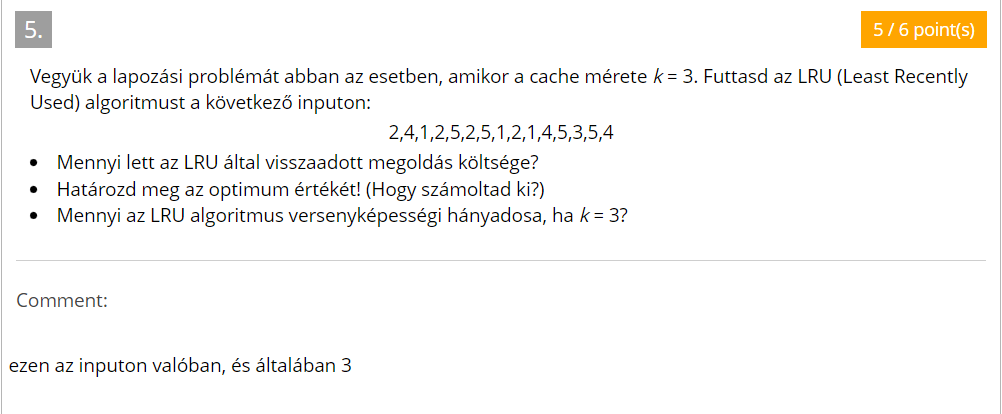 5.
5 / 6 point(s)
Vegyük a lapozási problémát abban az esetben, amikor a cache mérete k = 3. Futtasd az LRU (Least Recently
Used) algoritmust a következő inputon:
2,4,1,2,5,2,5,1,2,1,4,5,3,5,4
• Mennyi lett az LRU által visszaadott megoldás költsége?
• Határozd meg az optimum értékét! (Hogy számoltad ki?)
• Mennyi az LRU algoritmus versenyképességi hányadosa, ha k = 3?
Comment:
ezen az inputon valóban, és általában 3